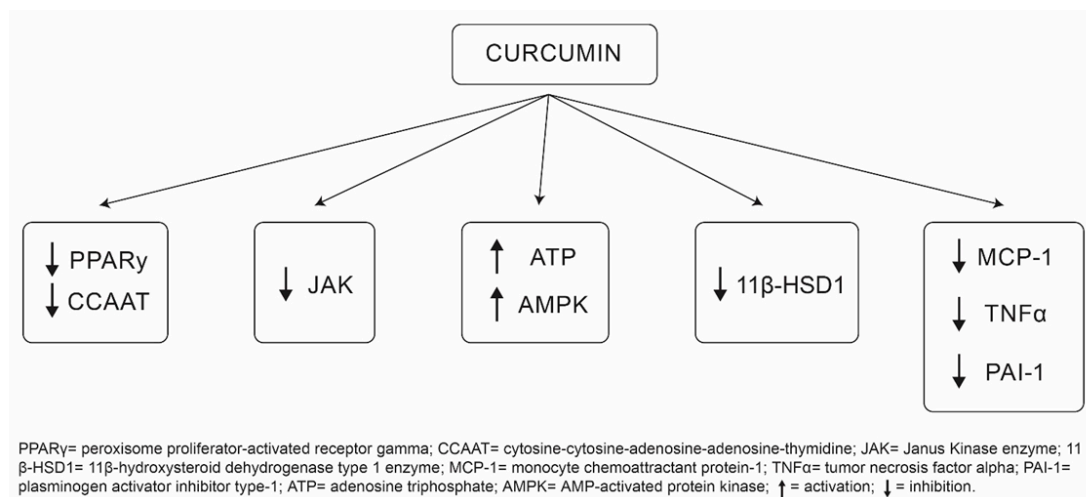 CURCUMIN
↓ PPARγ
↓ CCAAT
↓ JAK
↑ ATP
↑ AMPK
↓ 11β-HSD1
↓ MCP-1
↓ TNFα
↓ PAI-1
PPARγ= peroxisome proliferator-activated receptor gamma; CCAAT= cytosine-cytosine-adenosine-adenosine-thymidine; JAK= Janus Kinase enzyme; 11
β-HSD1= 11β-hydroxysteroid dehydrogenase type 1 enzyme; MCP-1= monocyte chemoattractant protein-1; TNFα= tumor necrosis factor alpha; PAI-1=
plasminogen activator inhibitor type-1; ATP= adenosine triphosphate; AMPK= AMP-activated protein kinase; ↑ = activation; ↓ = inhibition.